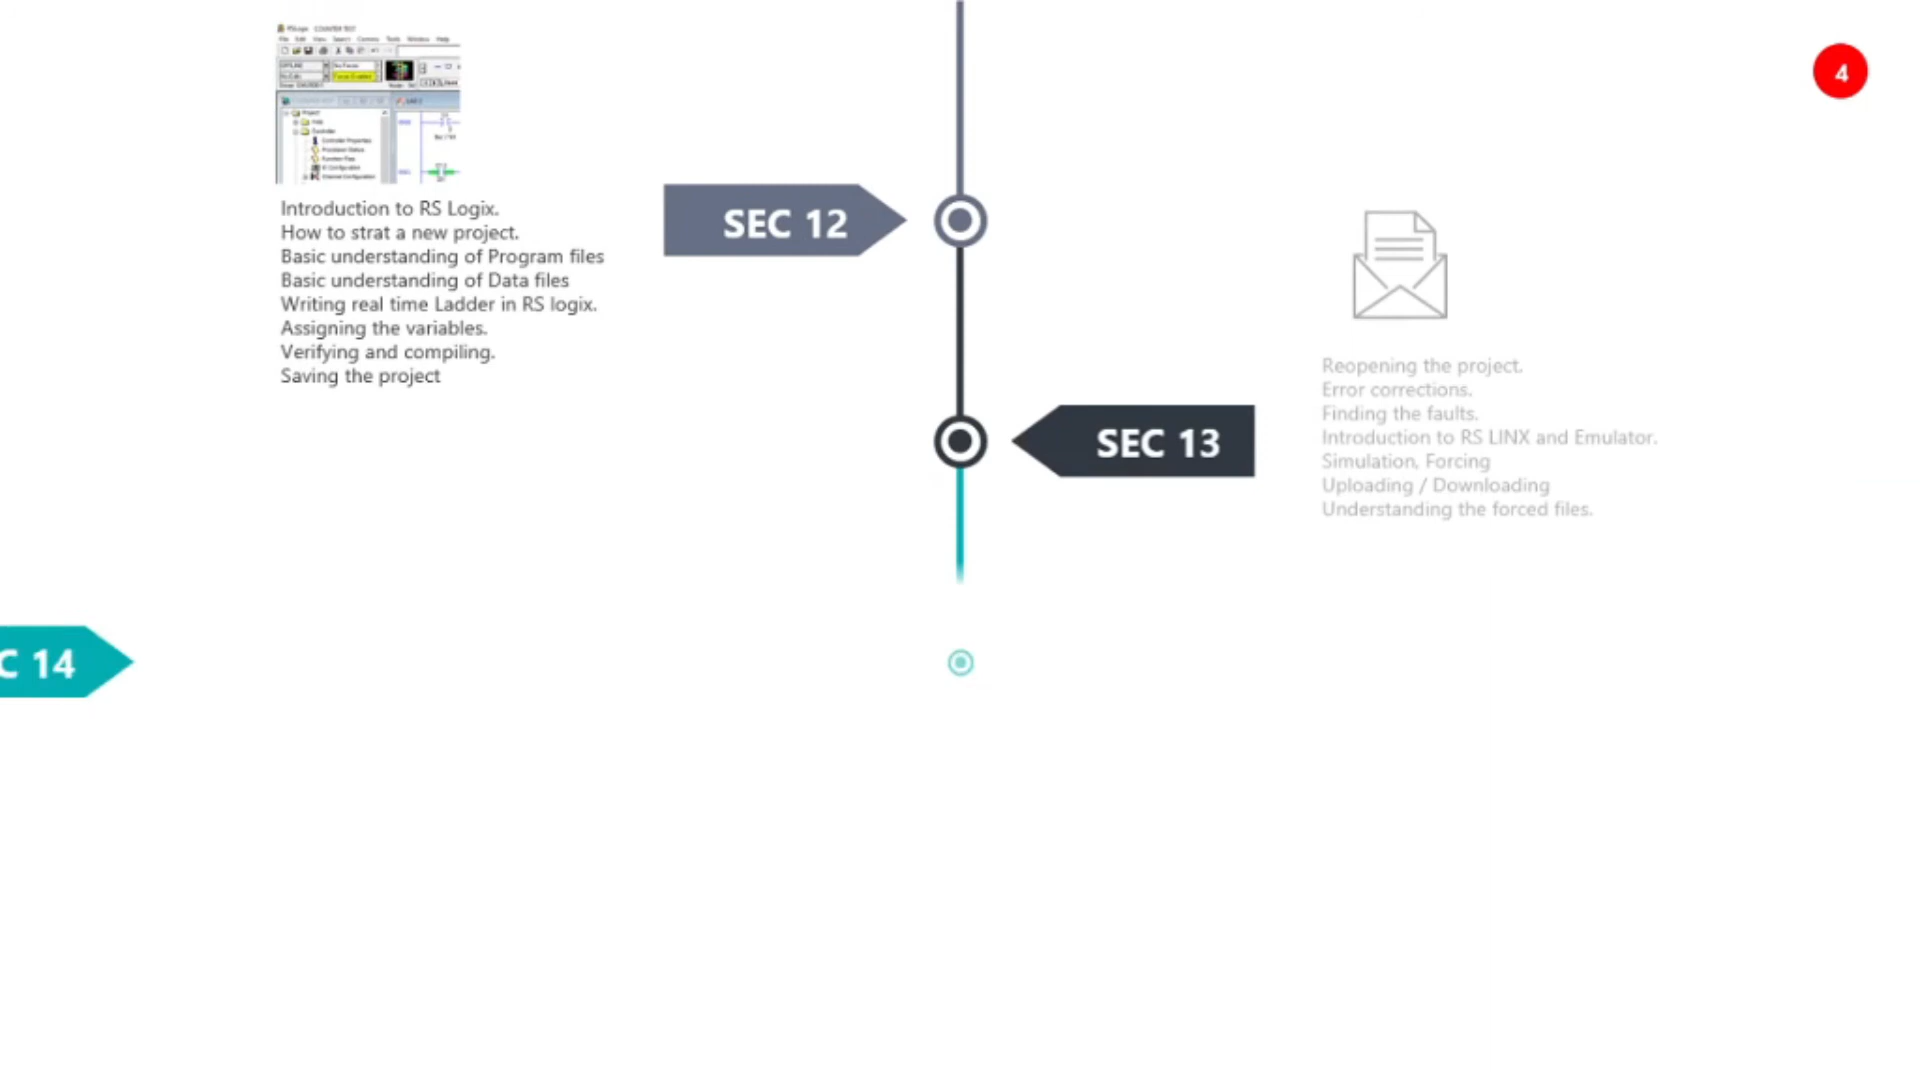 4
SEC 12
Introduction to RS Logix.
How to strat a new project.
Basic understanding of Program files
Basic understanding of Data files
Writing real time Ladder in RS logix.
Assigning the variables.
Verifying and compiling.
Saving the project
SEC 13
Reopening the project.
Error corrections.
Finding the faults.
Introduction to RS LINX and Emulator.
Simulation, Forcing
Uploading / Downloading
Understanding the forced files.
C 14